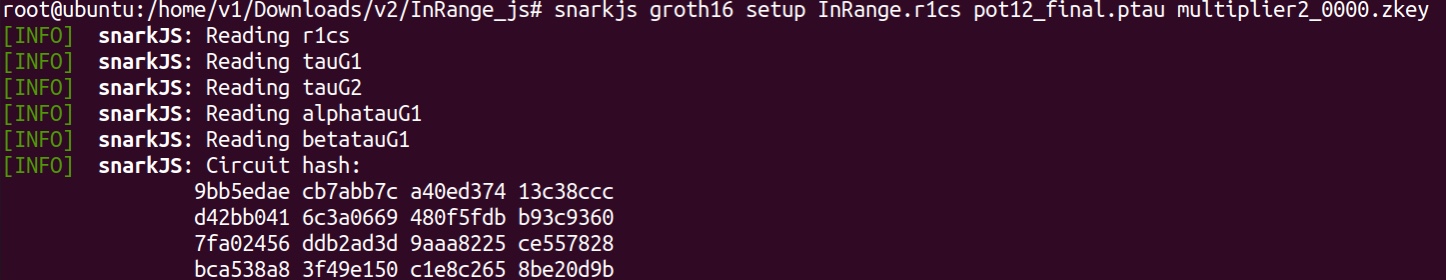 root@ubuntu:/home/v1/Downloads/v2/InRange_js# snarkjs groth16 setup InRange.r1cs pot12_final.ptau multiplier2_0000.zkey
[INFO]  snarkJS: Reading r1cs
[INFO]  snarkJS: Reading tauG1
[INFO]  snarkJS: Reading tauG2
[INFO]  snarkJS: Reading alphatauG1
[INFO]  snarkJS: Reading betatauG1
[INFO]  snarkJS: Circuit hash:
9bb5edae cb7abb7c a40ed374 13c38ccc
d42bb041 6c3a0669 480f5fdb b93c9360
7fa02456 ddb2ad3d 9aaa8225 ce557828
bca538a8 3f49e150 c1e8c265 8be20d9b